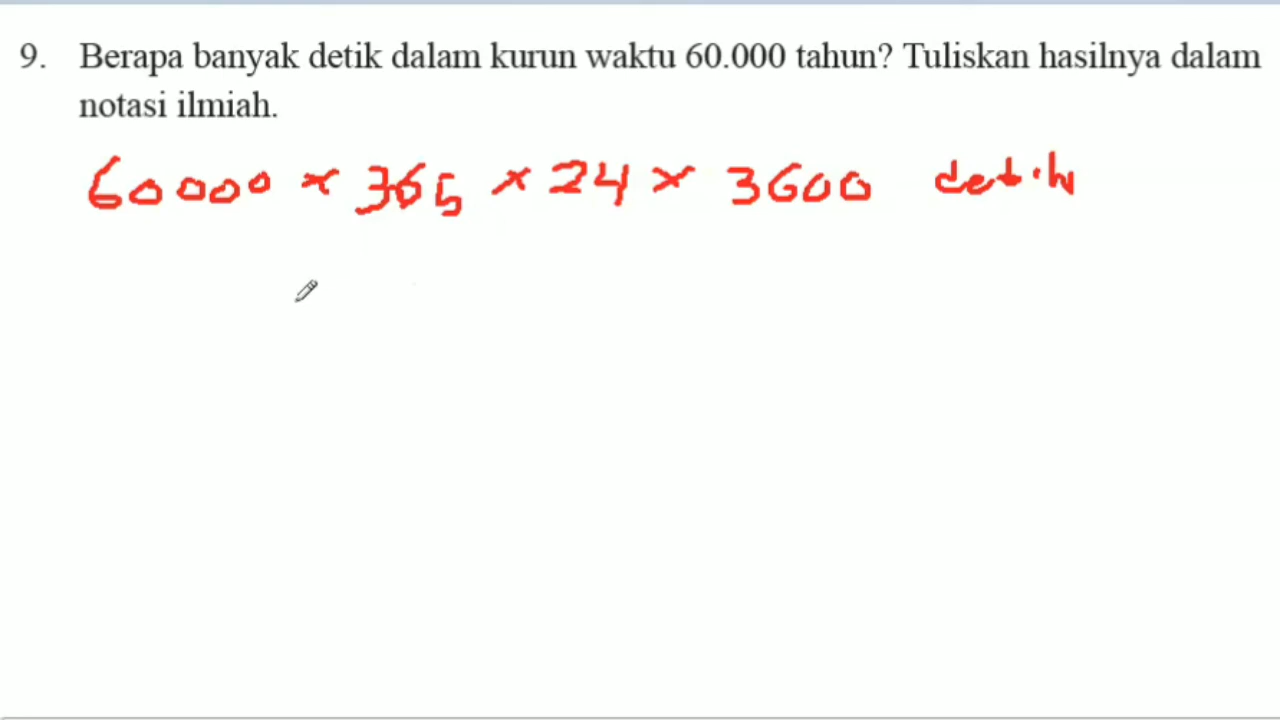 9. Berapa banyak detik dalam kurun waktu 60.000 tahun? Tuliskan hasilnya dalam
notasi ilmiah.
60000 × 365 × 24 × 3600 detik